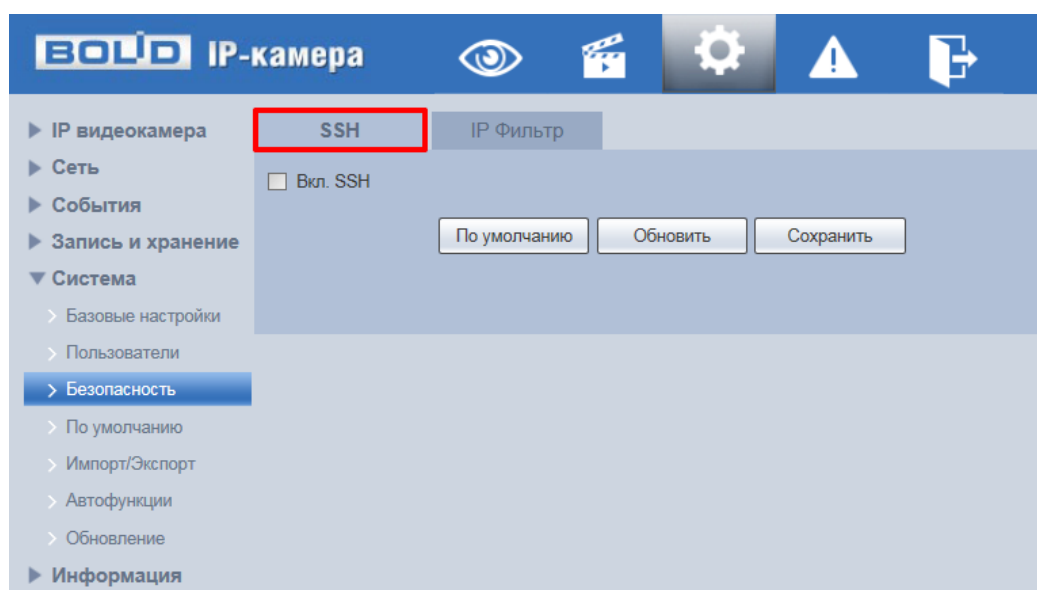 BOLID IP-камера
IP видеокамера
Сеть
События
Запись и хранение
Система
Базовые настройки
Пользователи
Безопасность
По умолчанию
Импорт/Экспорт
Автофункции
Обновление
Информация
SSH
IP Фильтр
Вкл. SSH
По умолчанию
Обновить
Сохранить